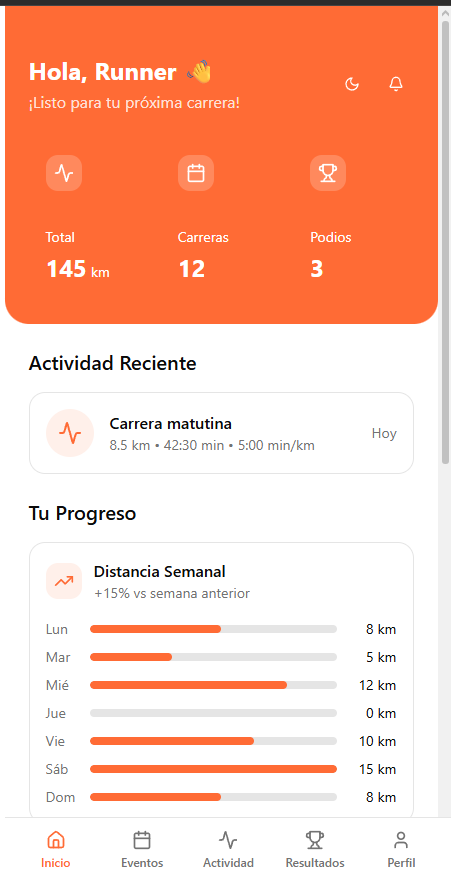 Hola, Runner 👋
¡Listo para tu próxima carrera!
Total
Carreras
Podios
145 km
12
3
Actividad Reciente
Carrera matutina
8.5 km • 42:30 min • 5:00 min/km
Hoy
Tu Progreso
Distancia Semanal
+15% vs semana anterior
Lun 8 km
Mar 5 km
Mié 12 km
Jue 0 km
Vie 10 km
Sáb 15 km
Dom 8 km
Inicio
Eventos
Actividad
Resultados
Perfil